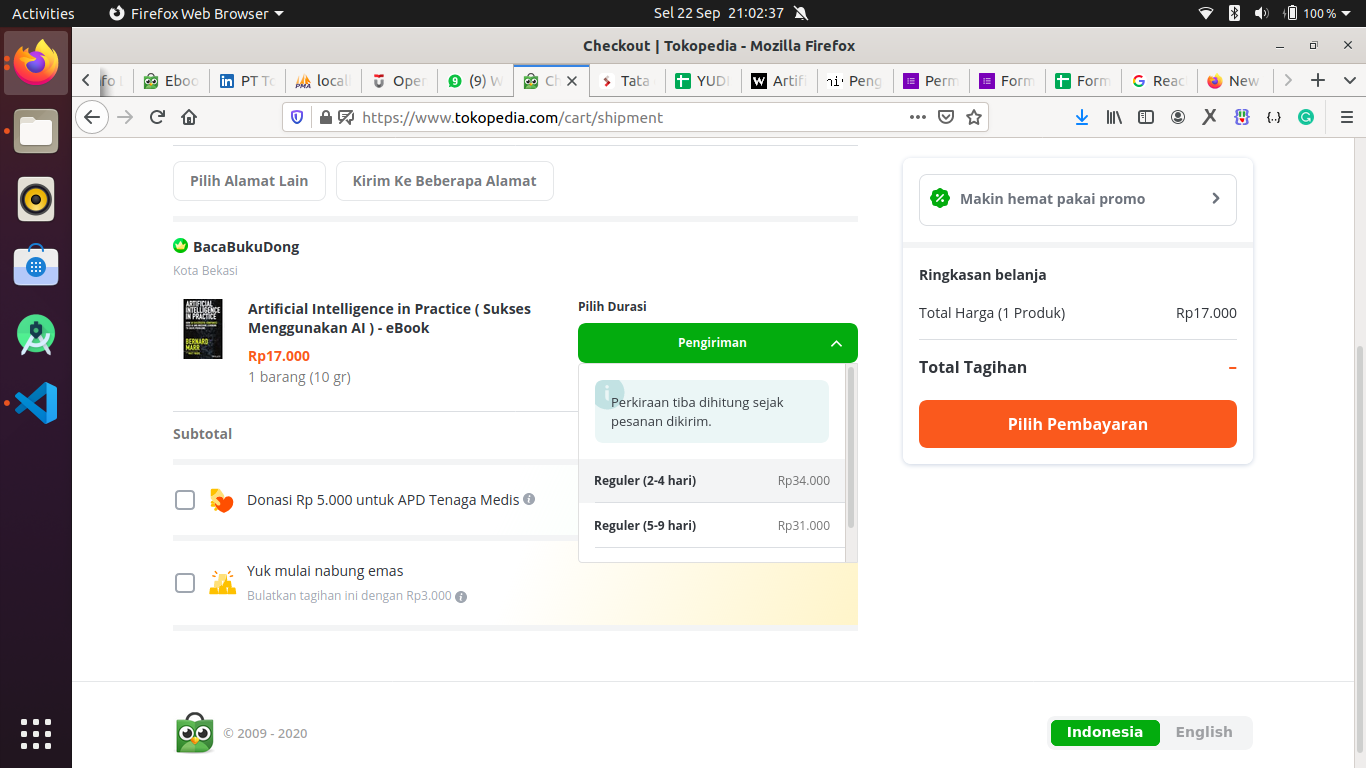 Activities
Firefox Web Browser
Sel 22 Sep 21:02:37
100 %
Checkout | Tokopedia - Mozilla Firefox
Eboo
PT To
PMA
locall
Oper
9
(9) W
Ch
Tata
YUDI
W
Artifi
Peng
Perm
Form
Form
Reac
New
https://www.tokopedia.com/cart/shipment
Pilih Alamat Lain
Kirim Ke Beberapa Alamat
Makin hemat pakai promo
BacaBukuDong
Kota Bekasi
Ringkasan belanja
Total Harga (1 Produk)
Rp17.000
Total Tagihan
-
Pilih Pembayaran
ARTIFICIAL
INTELLIGENCE
IN PRACTICE
BERNARD
MARR
Artificial Intelligence in Practice ( Sukses
Menggunakan AI ) - eBook
Rp17.000
1 barang (10 gr)
Pilih Durasi
Pengiriman
Perkiraan tiba dihitung sejak
pesanan dikirim.
Reguler (2-4 hari)
Rp34.000
Reguler (5-9 hari)
Rp31.000
Subtotal
Donasi Rp 5.000 untuk APD Tenaga Medis
Yuk mulai nabung emas
Bulatkan tagihan ini dengan Rp3.000
© 2009 - 2020
Indonesia
English